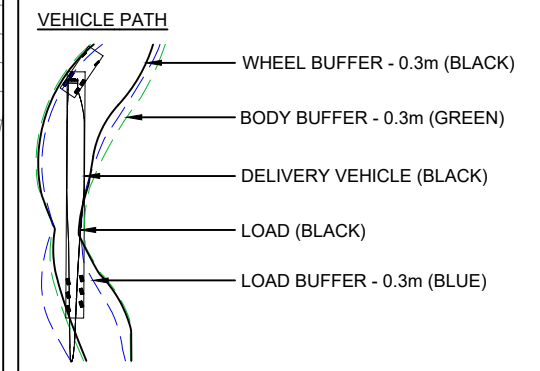 VEHICLE PATH
WHEEL BUFFER - 0.3m (BLACK)
BODY BUFFER - 0.3m (GREEN)
DELIVERY VEHICLE (BLACK)
LOAD (BLACK)
LOAD BUFFER - 0.3m (BLUE)